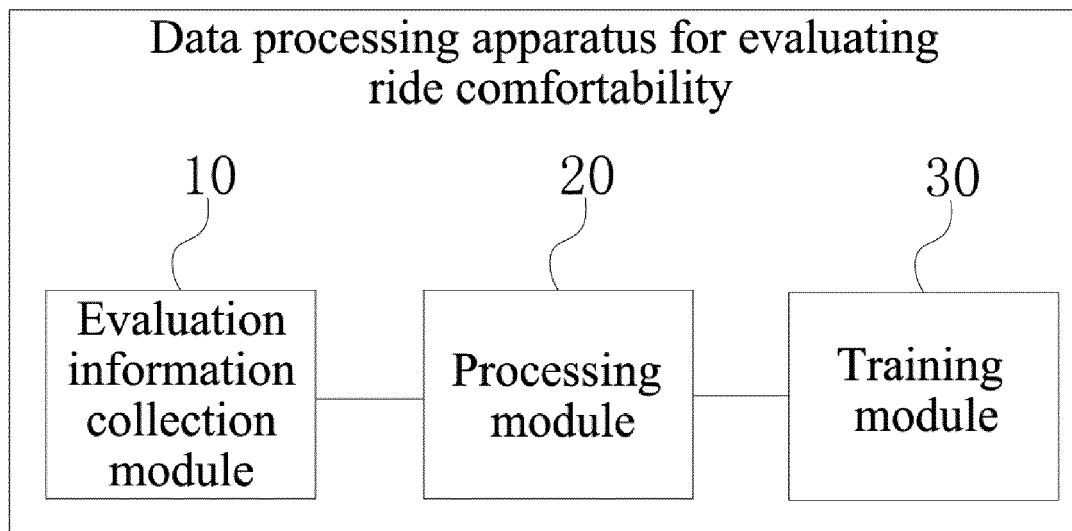 Data processing apparatus for evaluating
ride comfortability
10
20
30
Evaluation
information
collection
module
Processing
module
Training
module